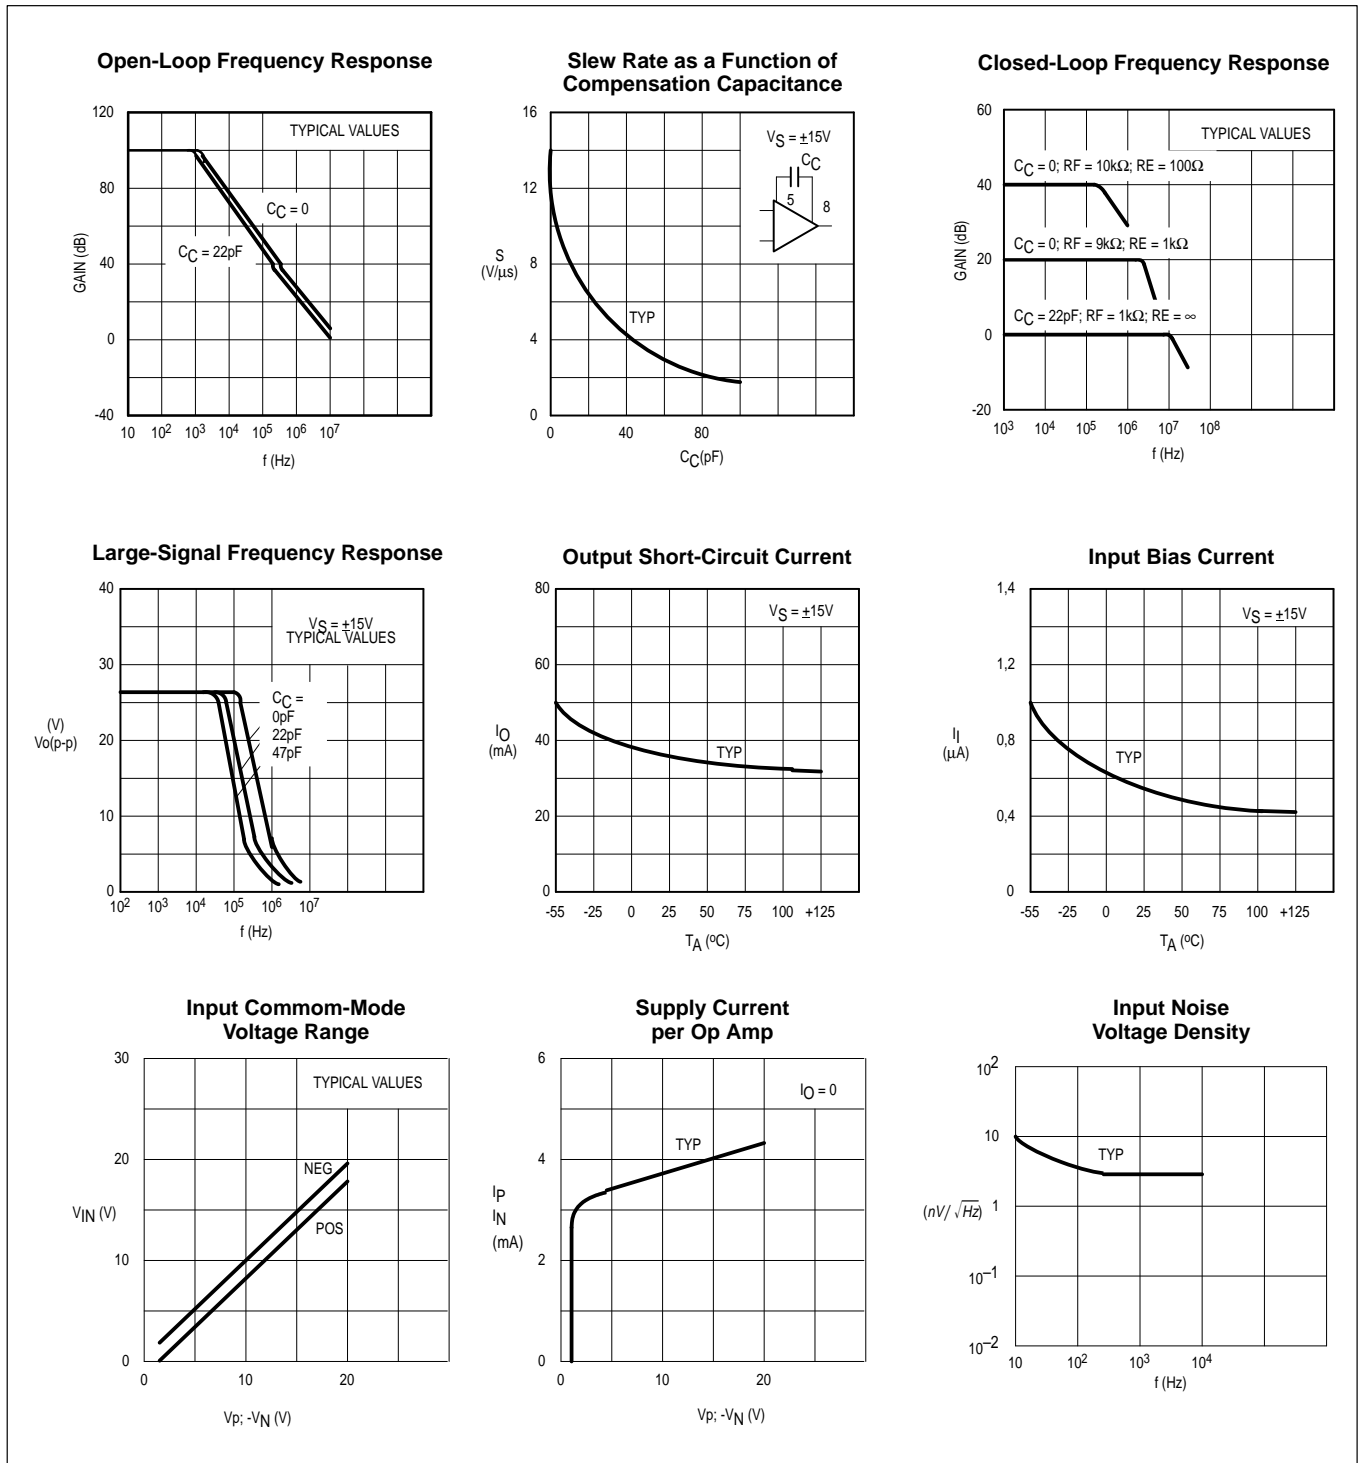 Open-Loop Frequency Response
120
80
40
0
-40
GAIN (dB)
TYPICAL VALUES
CC = 0
CC = 22pF
10 10² 10³ 10⁴ 10⁵ 10⁶ 10⁷
f (Hz)
Slew Rate as a Function of
Compensation Capacitance
16
12
8
4
0
S
(V/µs)
VS = ±15V
CC
5
8
TYP
0 40 80
CC(pF)
Closed-Loop Frequency Response
60
40
20
0
-20
GAIN (dB)
TYPICAL VALUES
CC = 0; RF = 10kΩ; RE = 100Ω
CC = 0; RF = 9kΩ; RE = 1kΩ
CC = 22pF; RF = 1kΩ; RE = ∞
10³ 10⁴ 10⁵ 10⁶ 10⁷ 10⁸
f (Hz)
Large-Signal Frequency Response
40
30
20
10
0
(V)
Vo(p-p)
VS = ±15V
TYPICAL VALUES
CC =
0pF
22pF
47pF
10² 10³ 10⁴ 10⁵ 10⁶ 10⁷
f (Hz)
Output Short-Circuit Current
80
60
40
20
0
IO
(mA)
VS = ±15V
TYP
-55 -25 0 25 50 75 100 +125
TA (ºC)
Input Bias Current
1,4
1,2
0,8
0,4
0
II
(µA)
VS = ±15V
TYP
-55 -25 0 25 50 75 100 +125
TA (ºC)
Input Commom-Mode
Voltage Range
30
20
10
0
VIN (V)
TYPICAL VALUES
NEG
POS
0 10 20
Vp; -VN (V)
Supply Current
per Op Amp
6
4
2
0
IP
IN
(mA)
IO = 0
TYP
0 10 20
Vp; -VN (V)
Input Noise
Voltage Density
10²
10
1
10⁻¹
10⁻²
(nV/√Hz)
TYP
10 10² 10³ 10⁴
f (Hz)